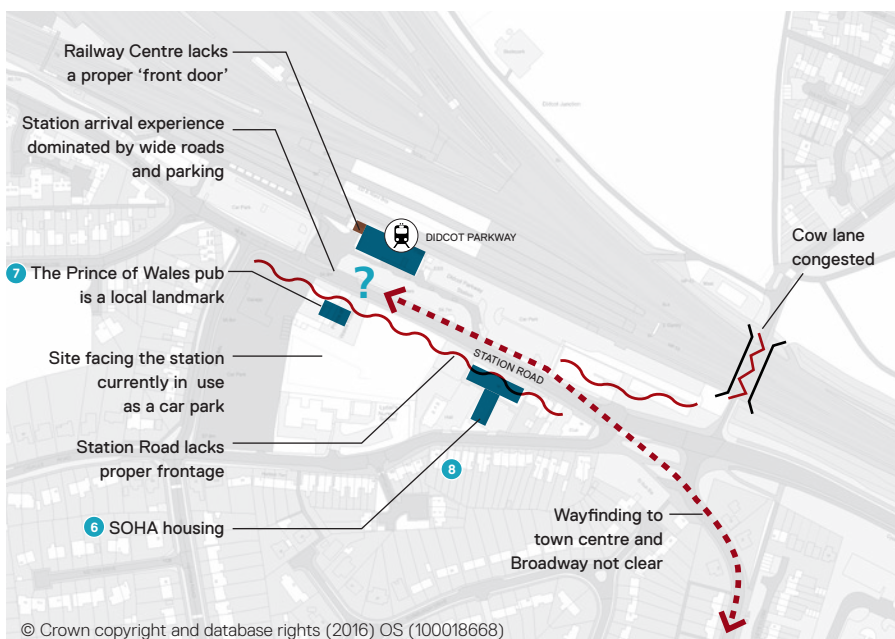 Railway Centre lacks
a proper ‘front door’
Station arrival experience
dominated by wide roads
and parking
DIDCOT PARKWAY
Cow lane
congested
7 The Prince of Wales pub
is a local landmark
?
Site facing the station
currently in use
as a car park
STATION ROAD
Station Road lacks
proper frontage
8
6 SOHA housing
Wayfinding to
town centre and
Broadway not clear
© Crown copyright and database rights (2016) OS (100018668)